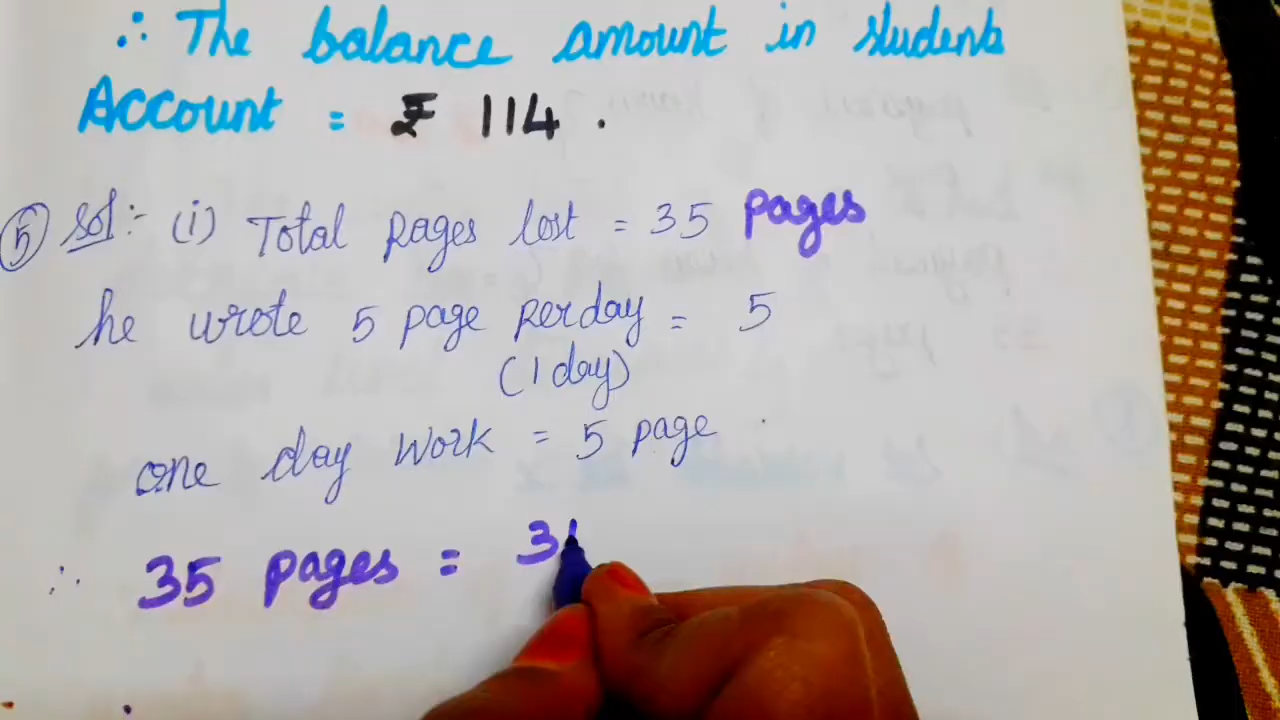 ∴ The balance amount in students
Account = ₹ 114 .
5 Sol:- (i) Total pages lost = 35 pages
he wrote 5 page perday = 5
(1 day)
one day work = 5 page
∴ 35 pages = 3